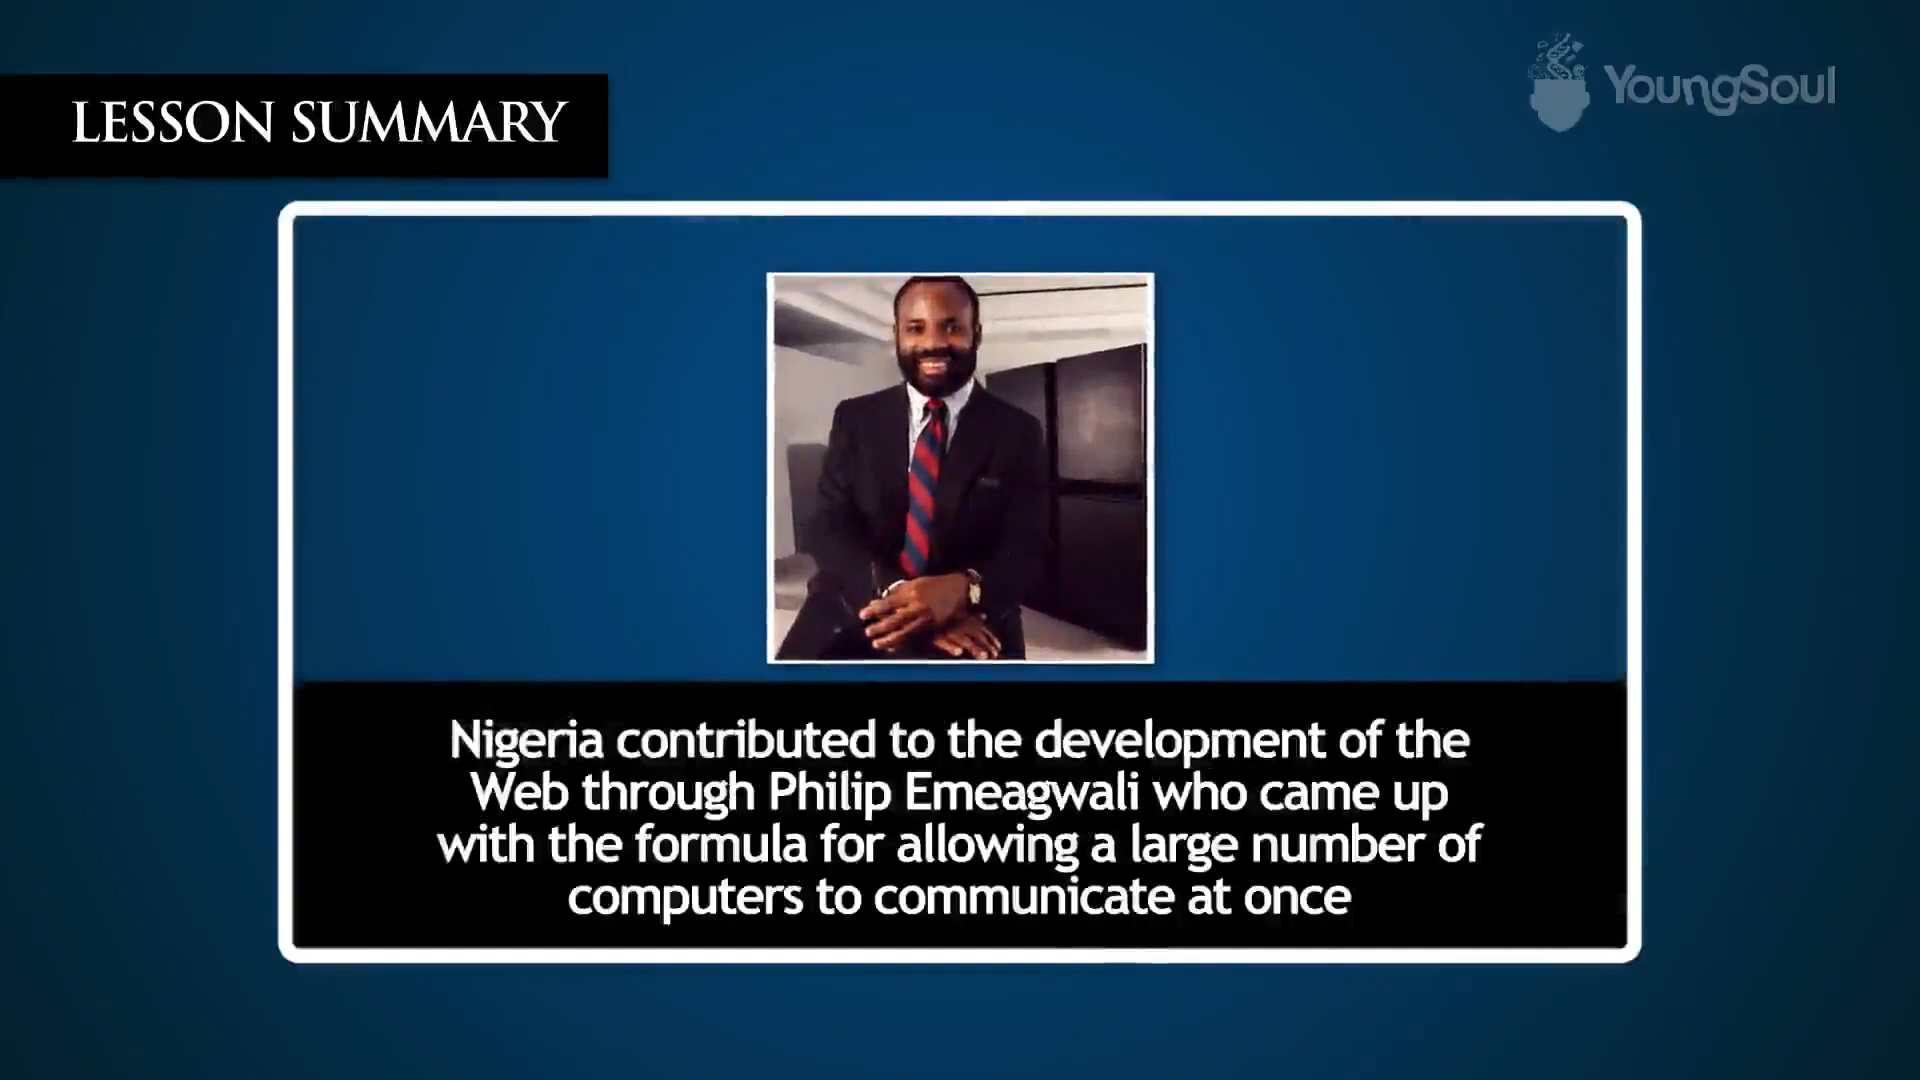 LESSON SUMMARY
YoungSoul
Nigeria contributed to the development of the
Web through Philip Emeagwali who came up
with the formula for allowing a large number of
computers to communicate at once